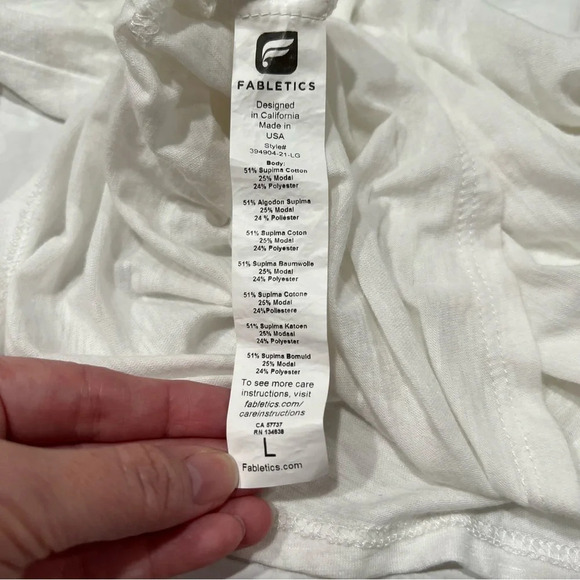 FABLETICS
Designed
in California
Made in
USA
Style#
394904-21-LG
Body:
51% Supima Cotton
25% Modal
24% Polyester
51% Algodon Supima
25% Modal
24 % Poliester
51% Supima Coton
25% Modal
24% Polyester
51% Supima Baumwolle
25% Modal
24% Polyester
51% Supima Cotone
25% Modal
24%Poliestere
51% Supima Katoen
25% Modaal
24% Polyester
51% Supima Bomuld
25% Modal
24% Polyester
To see more care
instructions, visit
fabletics.com/
careinstructions
CA 57737
RN 134638
L
Fabletics.com